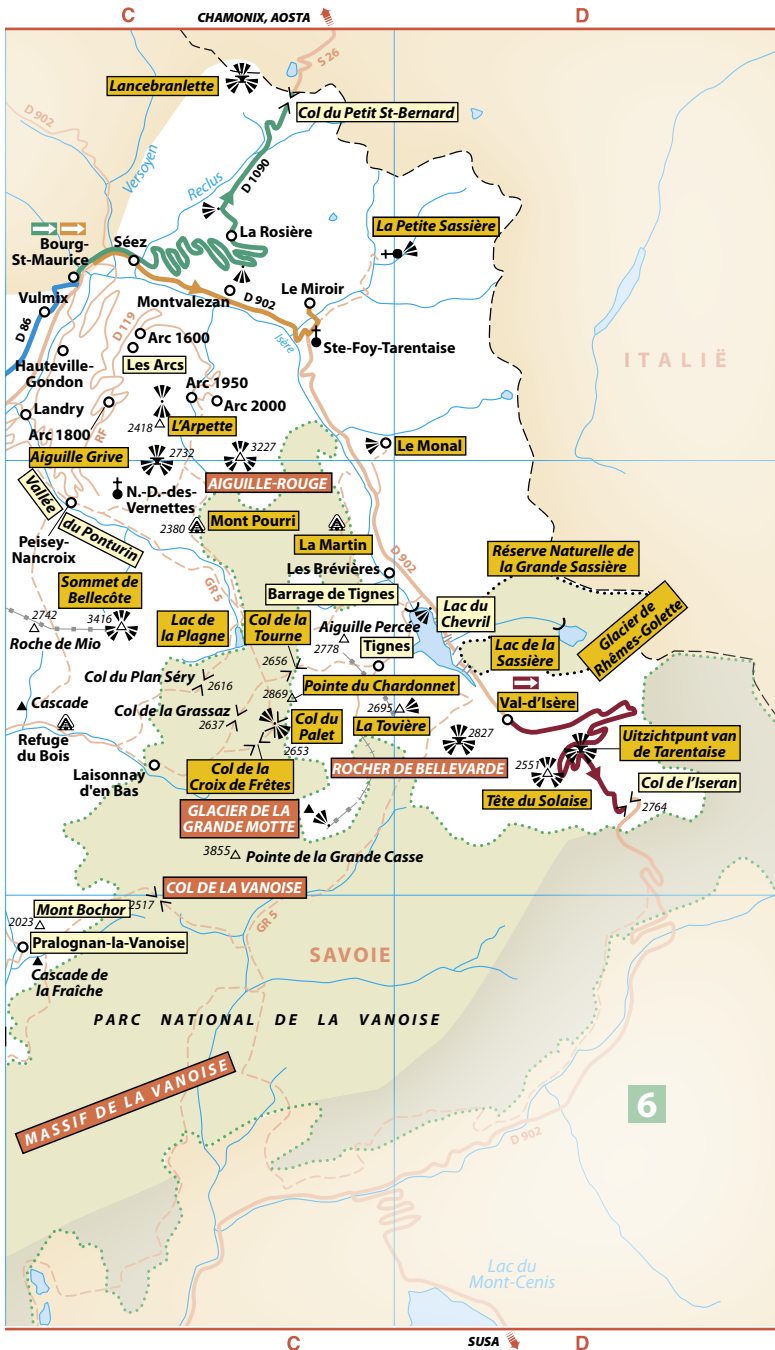 C
CHAMONIX, AOSTA
D
S 26
Lancebranlette
Col du Petit St-Bernard
D 902
Versoyen
Reclus
D 1090
La Rosière
La Petite Sassière
Bourg-
St-Maurice
Séez
Montvalezan
D 902
Le Miroir
Vulmix
D 86
D 119
Isère
Arc 1600
Ste-Foy-Tarentaise
ITALIË
Hauteville-
Gondon
Les Arcs
Arc 1950
Arc 2000
Landry
Arc 1800
RF
2418
L'Arpette
Le Monal
Aiguille Grive
2732
3227
AIGUILLE-ROUGE
N.-D.-des-
Vernettes
Vallée
du Ponturin
Peisey-
Nancroix
2380
Mont Pourri
La Martin
D 902
Réserve Naturelle de
la Grande Sassière
Les Brévières
Sommet de
Bellecôte
GR 5
Barrage de Tignes
Lac du
Chevril
Glacier de
Rhêmes-Golette
2742
3416
Roche de Mio
Lac de
la Plagne
Col de la
Tourne
Aiguille Percée
2778
Tignes
Lac de la
Sassière
2656
Col du Plan Séry
2616
2869
Pointe du Chardonnet
2695
Val-d'Isère
Cascade
Col de la Grassaz
2637
Col du
Palet
La Tovière
2827
Uitzichtpunt van
de Tarentaise
Refuge
du Bois
2653
Laisonnay
d'en Bas
Col de la
Croix de Frêtes
ROCHER DE BELLEVARDE
2551
Tête du Solaise
Col de l'Iseran
2764
GLACIER DE LA
GRANDE MOTTE
3855
Pointe de la Grande Casse
COL DE LA VANOISE
2517
Mont Bochor
2023
GR 5
Pralognan-la-Vanoise
SAVOIE
Cascade de
la Fraîche
PARC NATIONAL DE LA VANOISE
MASSIF DE LA VANOISE
6
D 902
Lac du
Mont-Cenis
C
SUSA
D